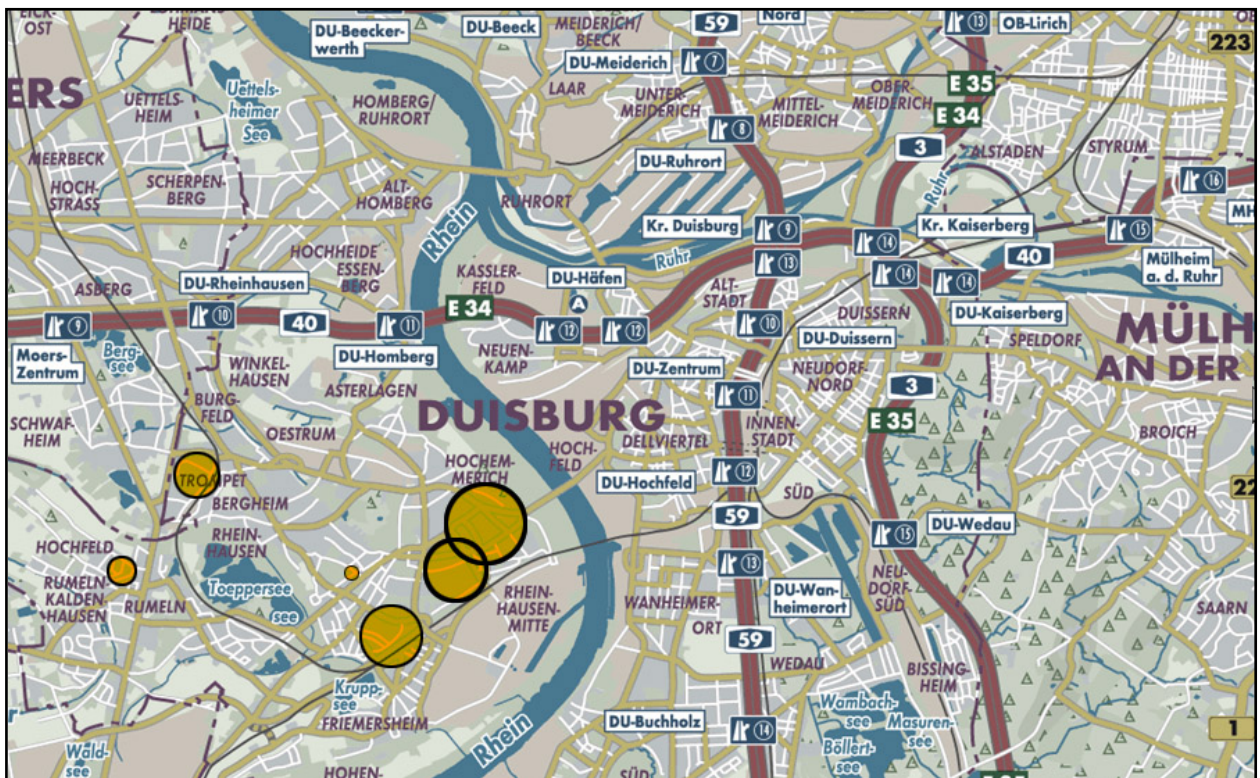 EICK-
OST
HEIDE
DU-Beecker-
werth
DU-Beeck
MEIDERICH/
BEECK
59
Nord
13
OB-Lirich
223
ERS
UETTELS-
HEIM
Uettels-
heimer
See
HOMBERG/
RUHRORT
LAAR
DU-Meiderich
7
UNTER-
MEIDERICH
MITTEL-
MEIDERICH
OBER-
MEIDERICH
E 35
E 34
8
MEERBECK
HOCH-
STRASS
SCHERPEN-
BERG
ALT-
HOMBERG
RUHRORT
DU-Ruhrort
3
ALSTADEN
STYRUM
16
Rhein
Ruhr
Kr. Duisburg
9
Kr. Kaiserberg
14
15
HOCHHEIDE
ESSEN-
BERG
KASSLER-
FELD
DU-Häfen
A
Ruhr
13
14
14
40
Mülheim
a. d. Ruhr
ASBERG
DU-Rheinhausen
ALT-
STADT
DUISSERN
DU-Kaiserberg
9
10
40
11
E 34
12
12
10
DU-Duissern
SPELDORF
MÜLH
AN DER
Moers-
Zentrum
Berg-
see
DU-Homberg
NEUEN-
KAMP
DU-Zentrum
NEUDORF-
NORD
WINKEL-
HAUSEN
ASTERLAGEN
11
3
SCHWAF-
HEIM
BURG-
FELD
OESTRUM
DUISBURG
E 35
BROICH
HOCH-
FELD
DELLVIERTEL
INNEN-
STADT
HOCHEM-
MERICH
TROMPET
BERGHEIM
DU-Hochfeld
12
SÜD
22
59
DU-Wedau
15
HOCHFELD
RHEIN-
HAUSEN
Toeppersee
see
RUMELN-
KALDEN-
HAUSEN
RUMELN
RHEIN-
HAUSEN-
MITTE
WANHEIMER-
ORT
13
DU-Wan-
heimerort
NEU-
DORF-
SÜD
SAARN
59
WEDAU
BISSING-
HEIM
Krupp-
see
FRIEMERSHEIM
Rhein
DU-Buchholz
14
Wambach-
see
Masuren-
see
Böllert-
see
1
Wald-
see
HOHEN-
SÜD
E 35